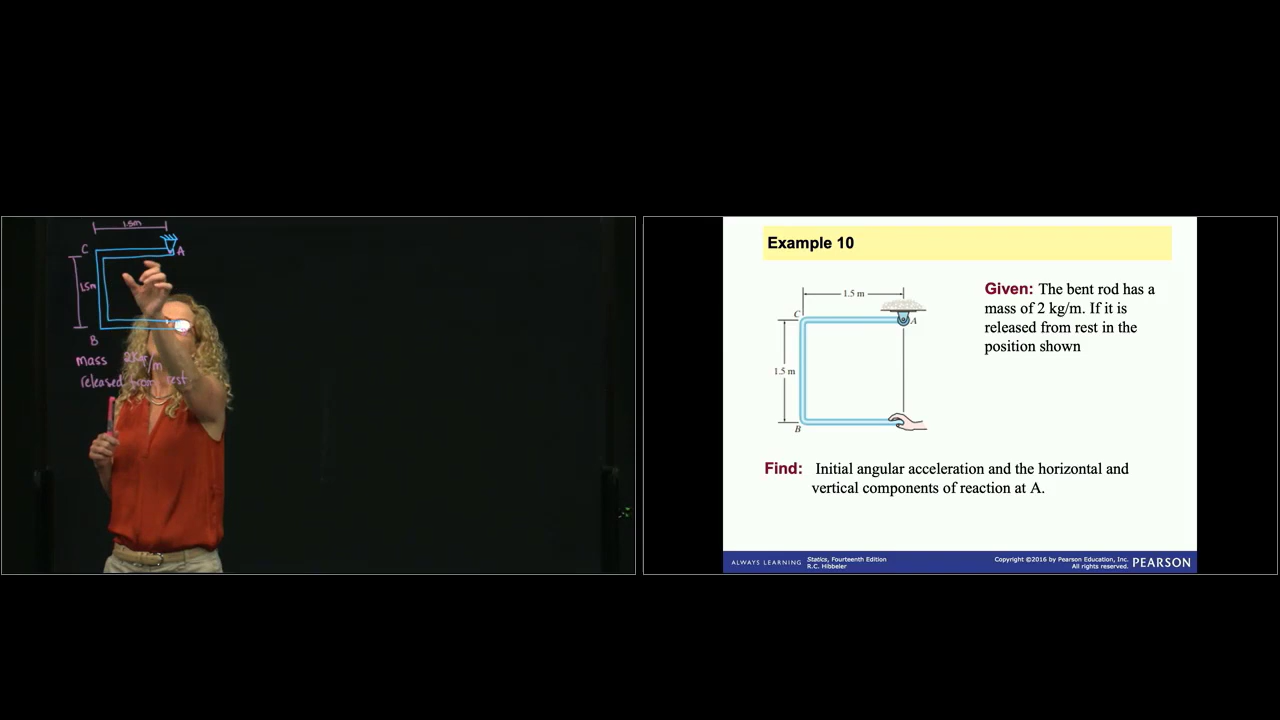 1.5m
C
A
1.5m
B
mass 2kg/m
released from rest
Example 10
1.5 m
C
A
1.5 m
B
Given: The bent rod has a
mass of 2 kg/m. If it is
released from rest in the
position shown
Find: Initial angular acceleration and the horizontal and
vertical components of reaction at A.
ALWAYS LEARNING
Statics, Fourteenth Edition
R.C. Hibbeler
Copyright ©2016 by Pearson Education, Inc.
All rights reserved.
PEARSON